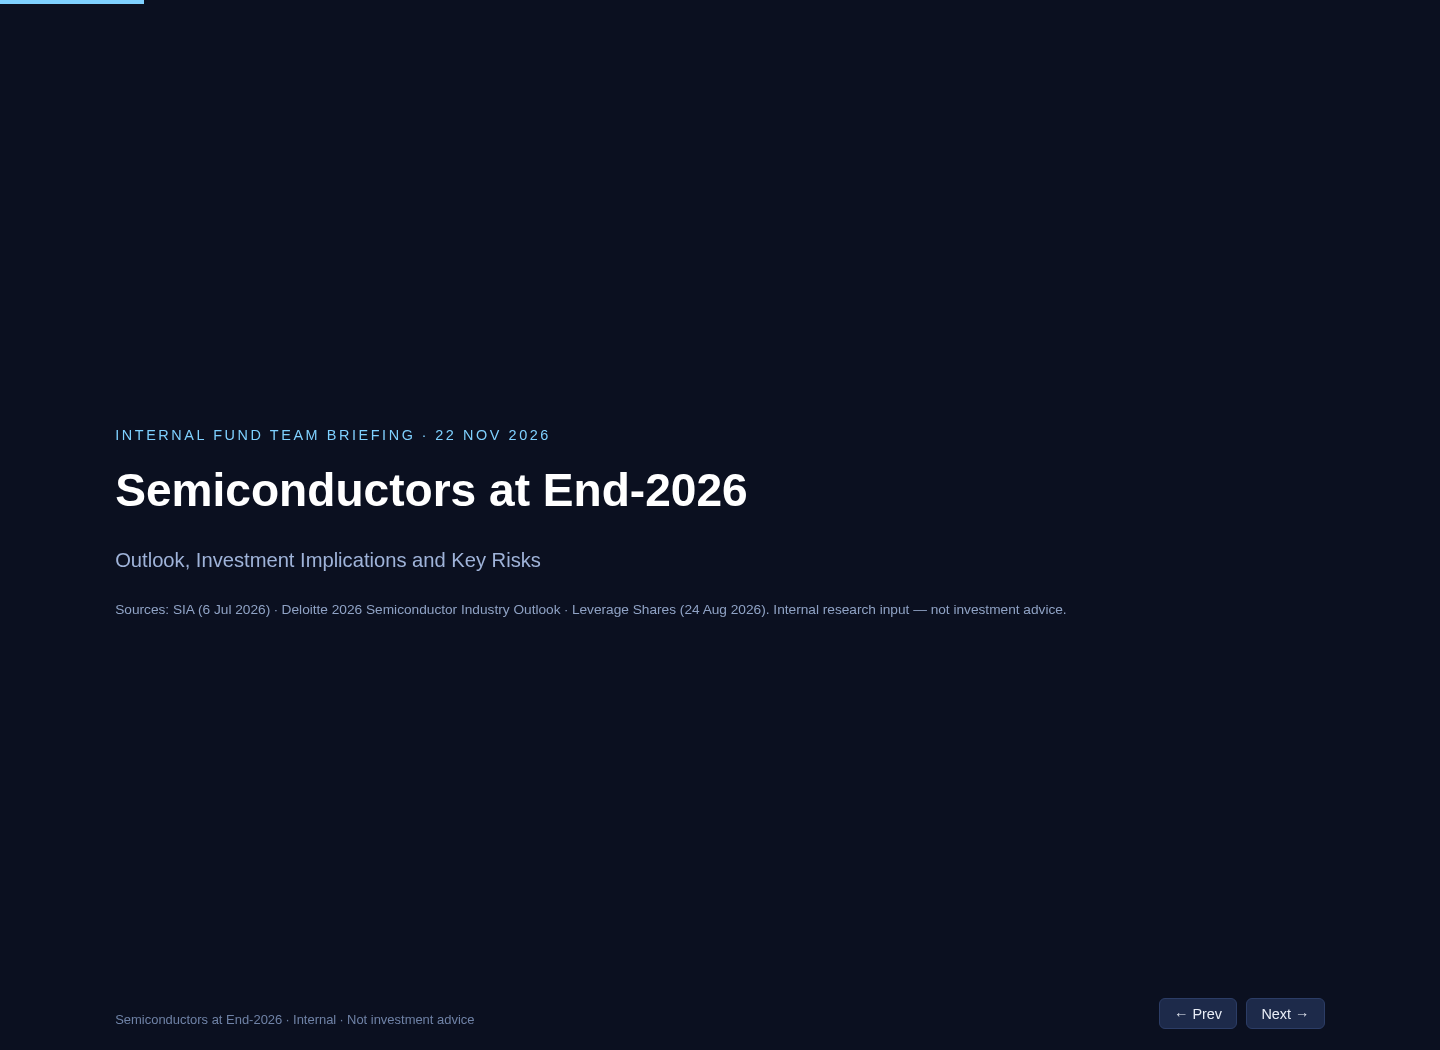 INTERNAL FUND TEAM BRIEFING · 22 NOV 2026
Semiconductors at End-2026
Outlook, Investment Implications and Key Risks
Sources: SIA (6 Jul 2026) · Deloitte 2026 Semiconductor Industry Outlook · Leverage Shares (24 Aug 2026). Internal research input — not investment advice.
Semiconductors at End-2026 · Internal · Not investment advice
← Prev
Next →